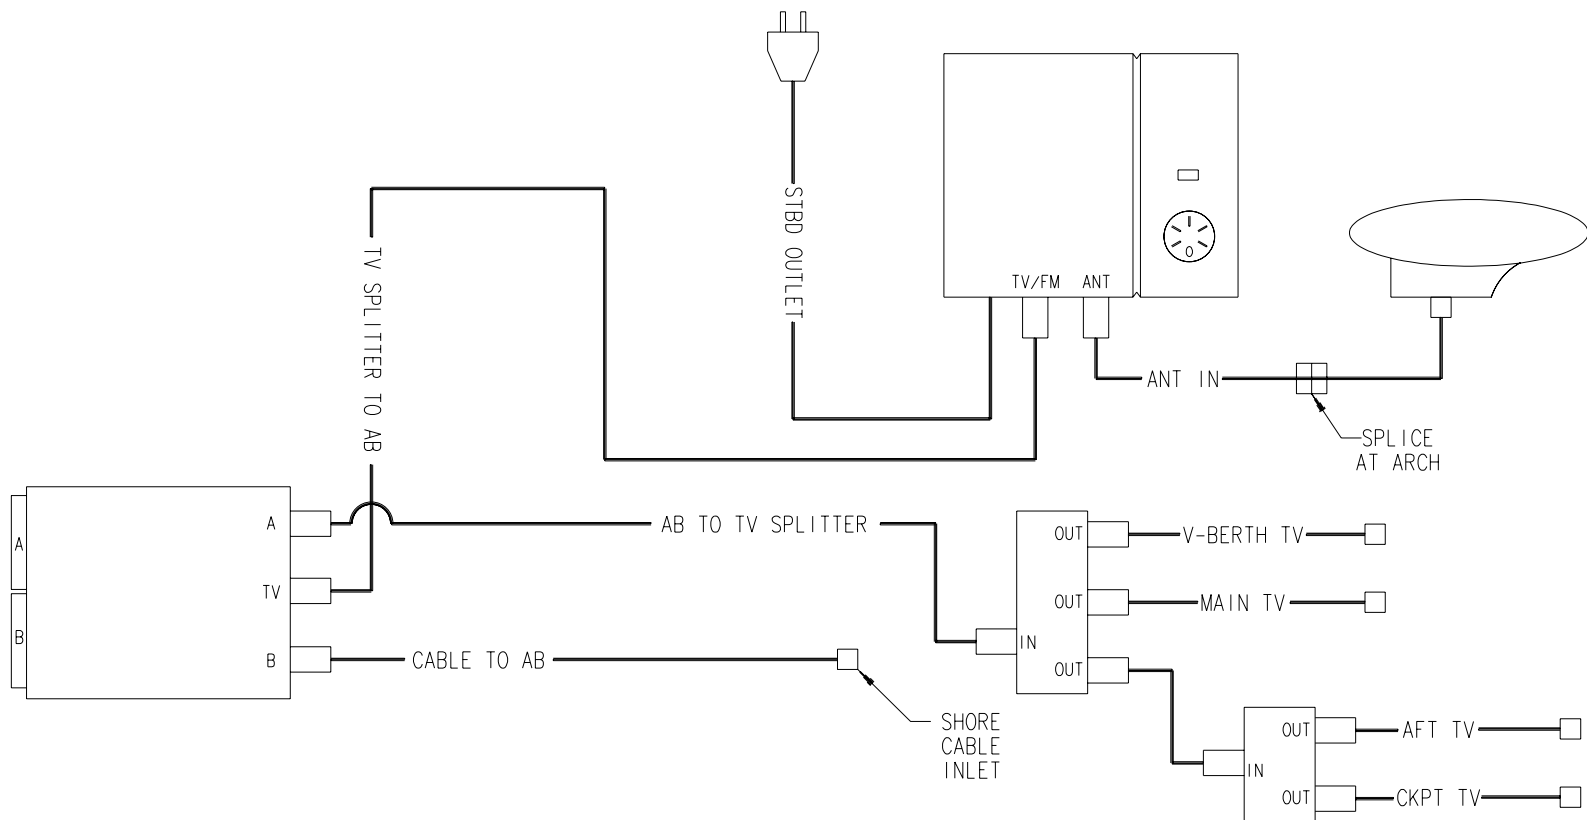 STBD OUTLET
TV/FM
ANT
TV SPLITTER TO AB
ANT IN
SPLICE
AT ARCH
A
B
A
TV
B
AB TO TV SPLITTER
CABLE TO AB
SHORE
CABLE
INLET
IN
OUT
OUT
OUT
V-BERTH TV
MAIN TV
IN
OUT
OUT
AFT TV
CKPT TV